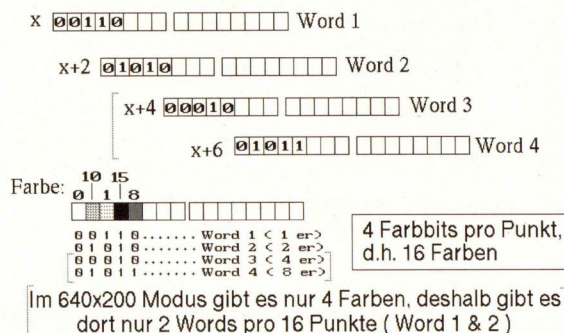 x 00110 Word 1
x+2 01010 Word 2
x+4 00010 Word 3
x+6 01011 Word 4
10 15
Farbe: 0 1 8
00110....... Word 1 < 1 er>
01010....... Word 2 < 2 er>
00010....... Word 3 < 4 er>
01011....... Word 4 < 8 er>
4 Farbbits pro Punkt,
d.h. 16 Farben
Im 640x200 Modus gibt es nur 4 Farben, deshalb gibt es
dort nur 2 Words pro 16 Punkte ( Word 1 & 2 )